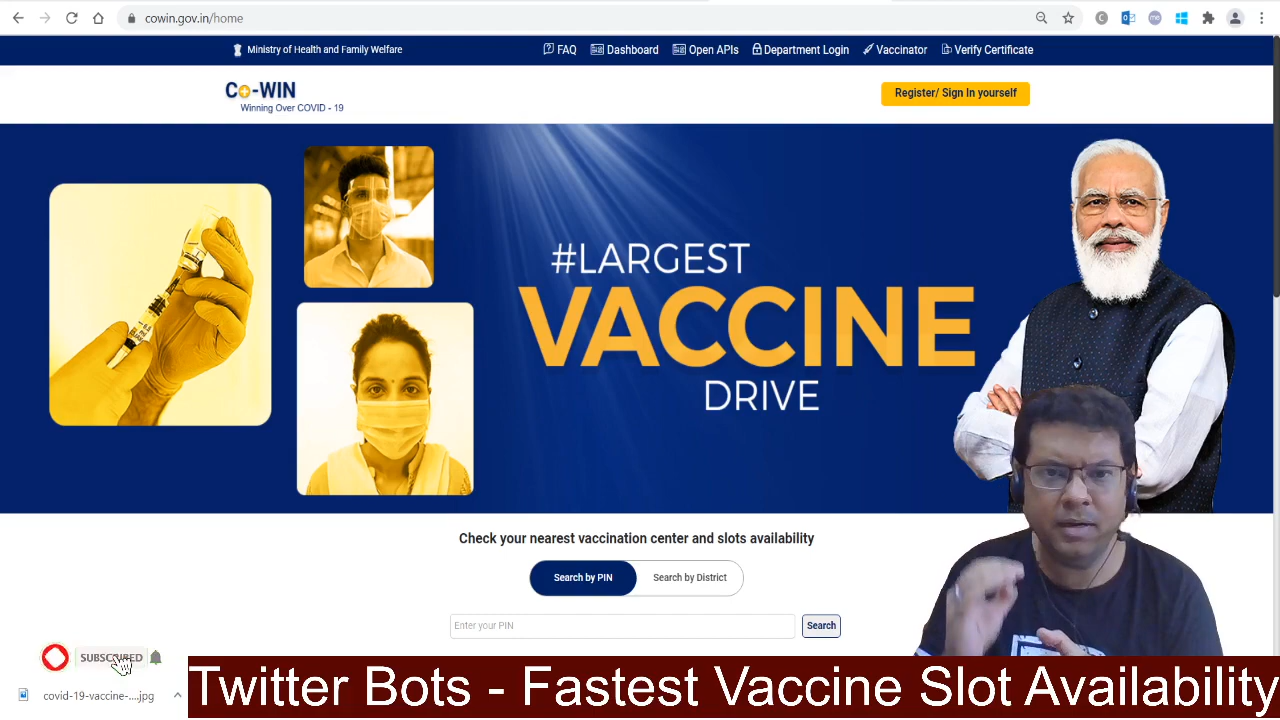 cowin.gov.in/home
Ministry of Health and Family Welfare
FAQ
Dashboard
Open APIs
Department Login
Vaccinator
Verify Certificate
Co-WIN
Winning Over COVID - 19
Register/ Sign In yourself
#LARGEST
VACCINE
DRIVE
Check your nearest vaccination center and slots availability
Search by PIN
Search by District
Enter your PIN
Search
SUBSCRIBED
covid-19-vaccine-....jpg
Twitter Bots - Fastest Vaccine Slot Availability